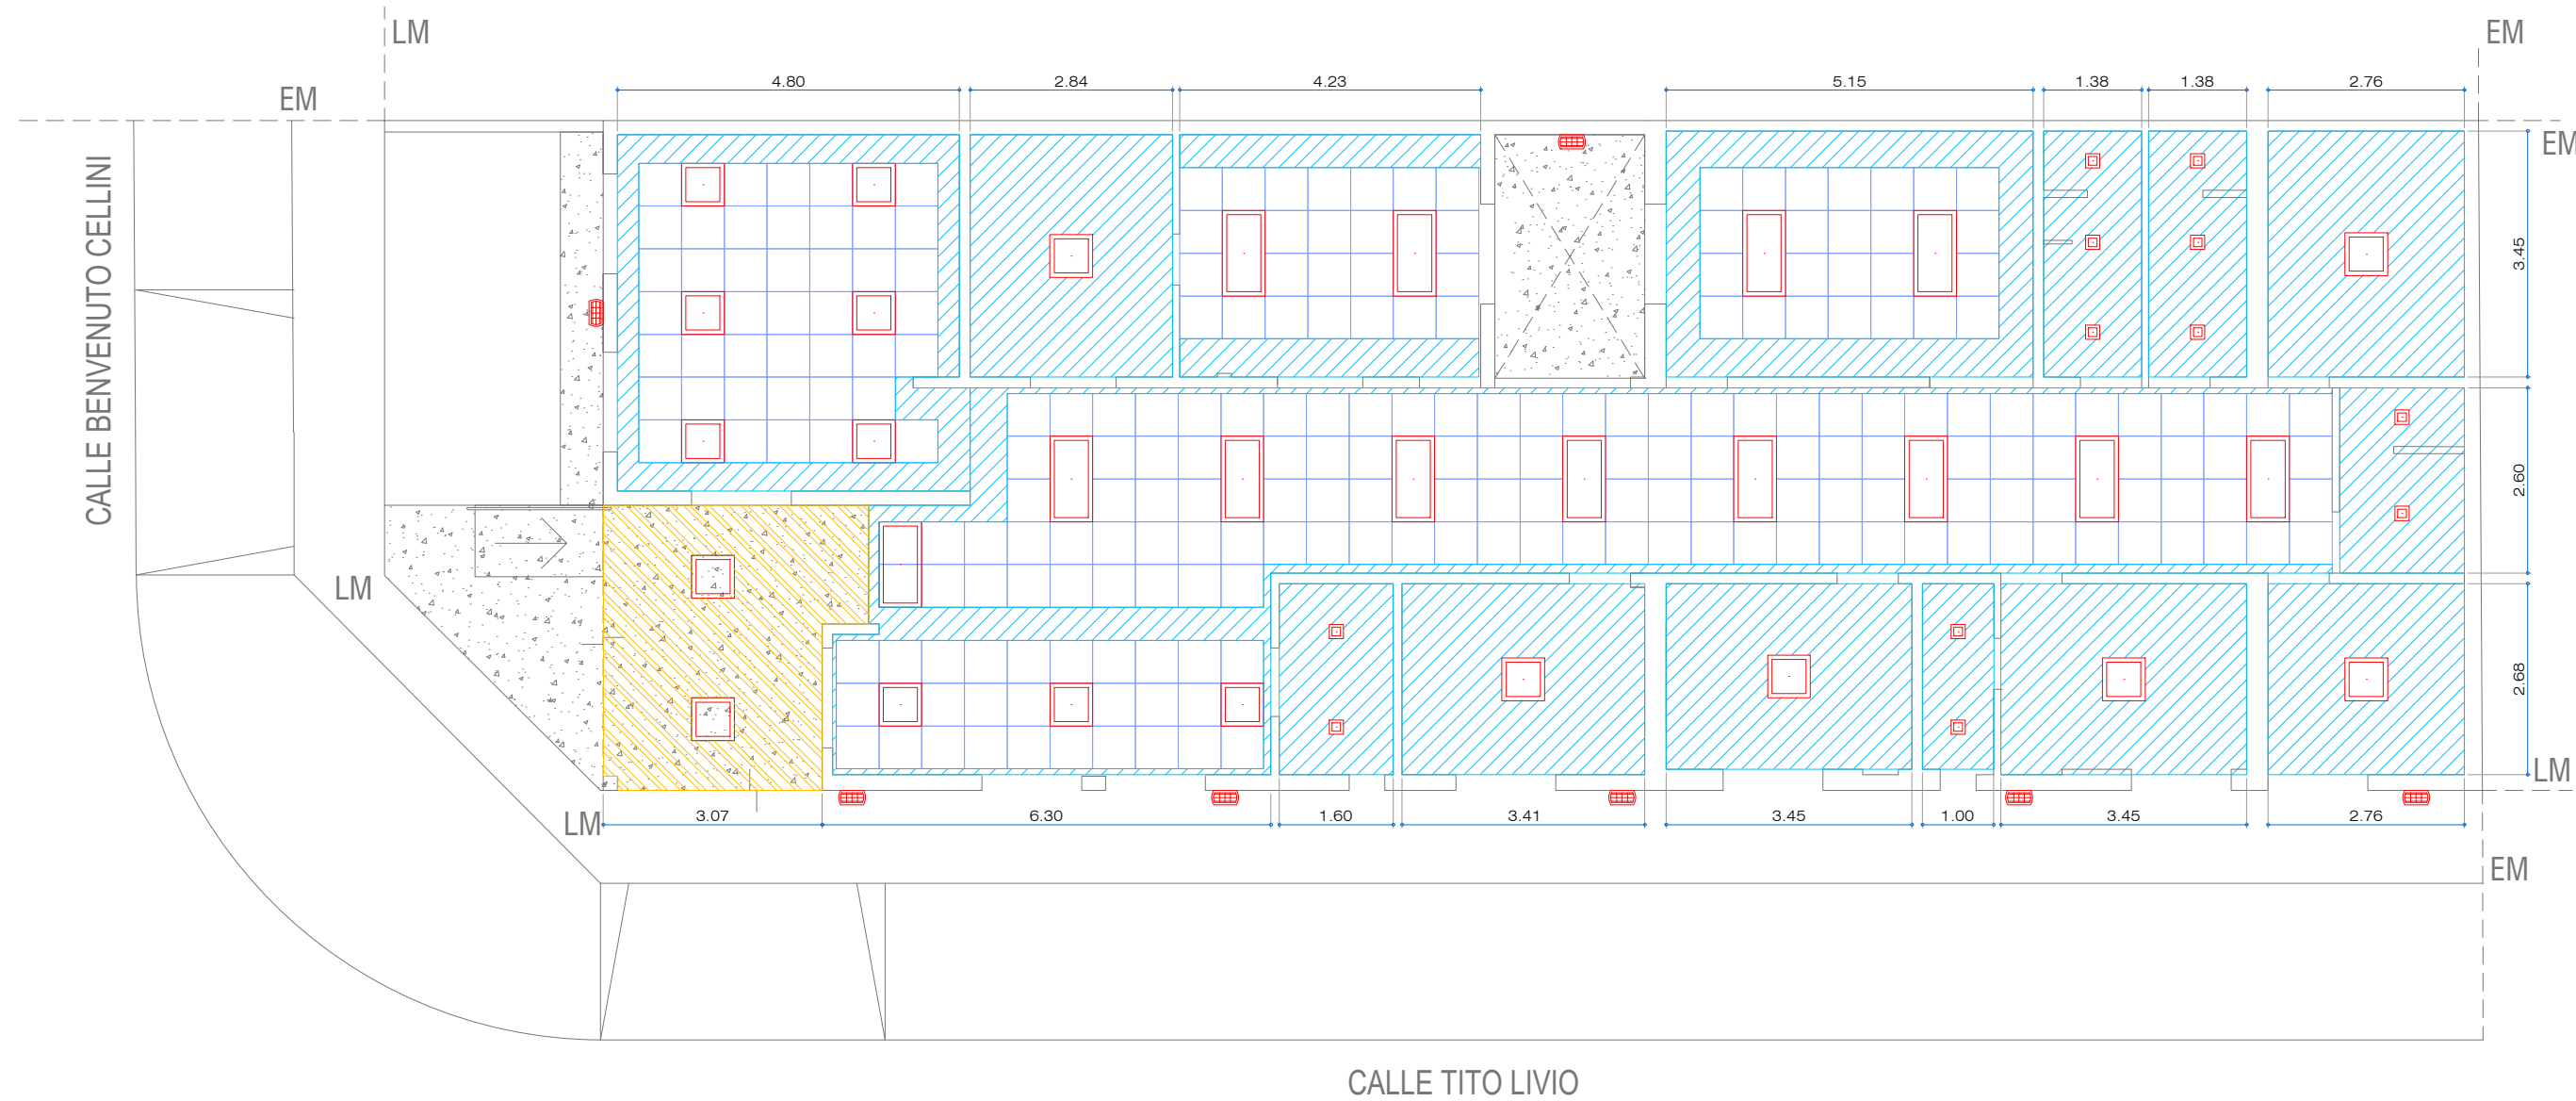 LM
EM
EM
4.80
2.84
4.23
5.15
1.38
1.38
2.76
EM
CALLE BENVENUTO CELLINI
3.45
2.60
LM
2.68
LM
LM
3.07
6.30
1.60
3.41
3.45
1.00
3.45
2.76
EM
CALLE TITO LIVIO